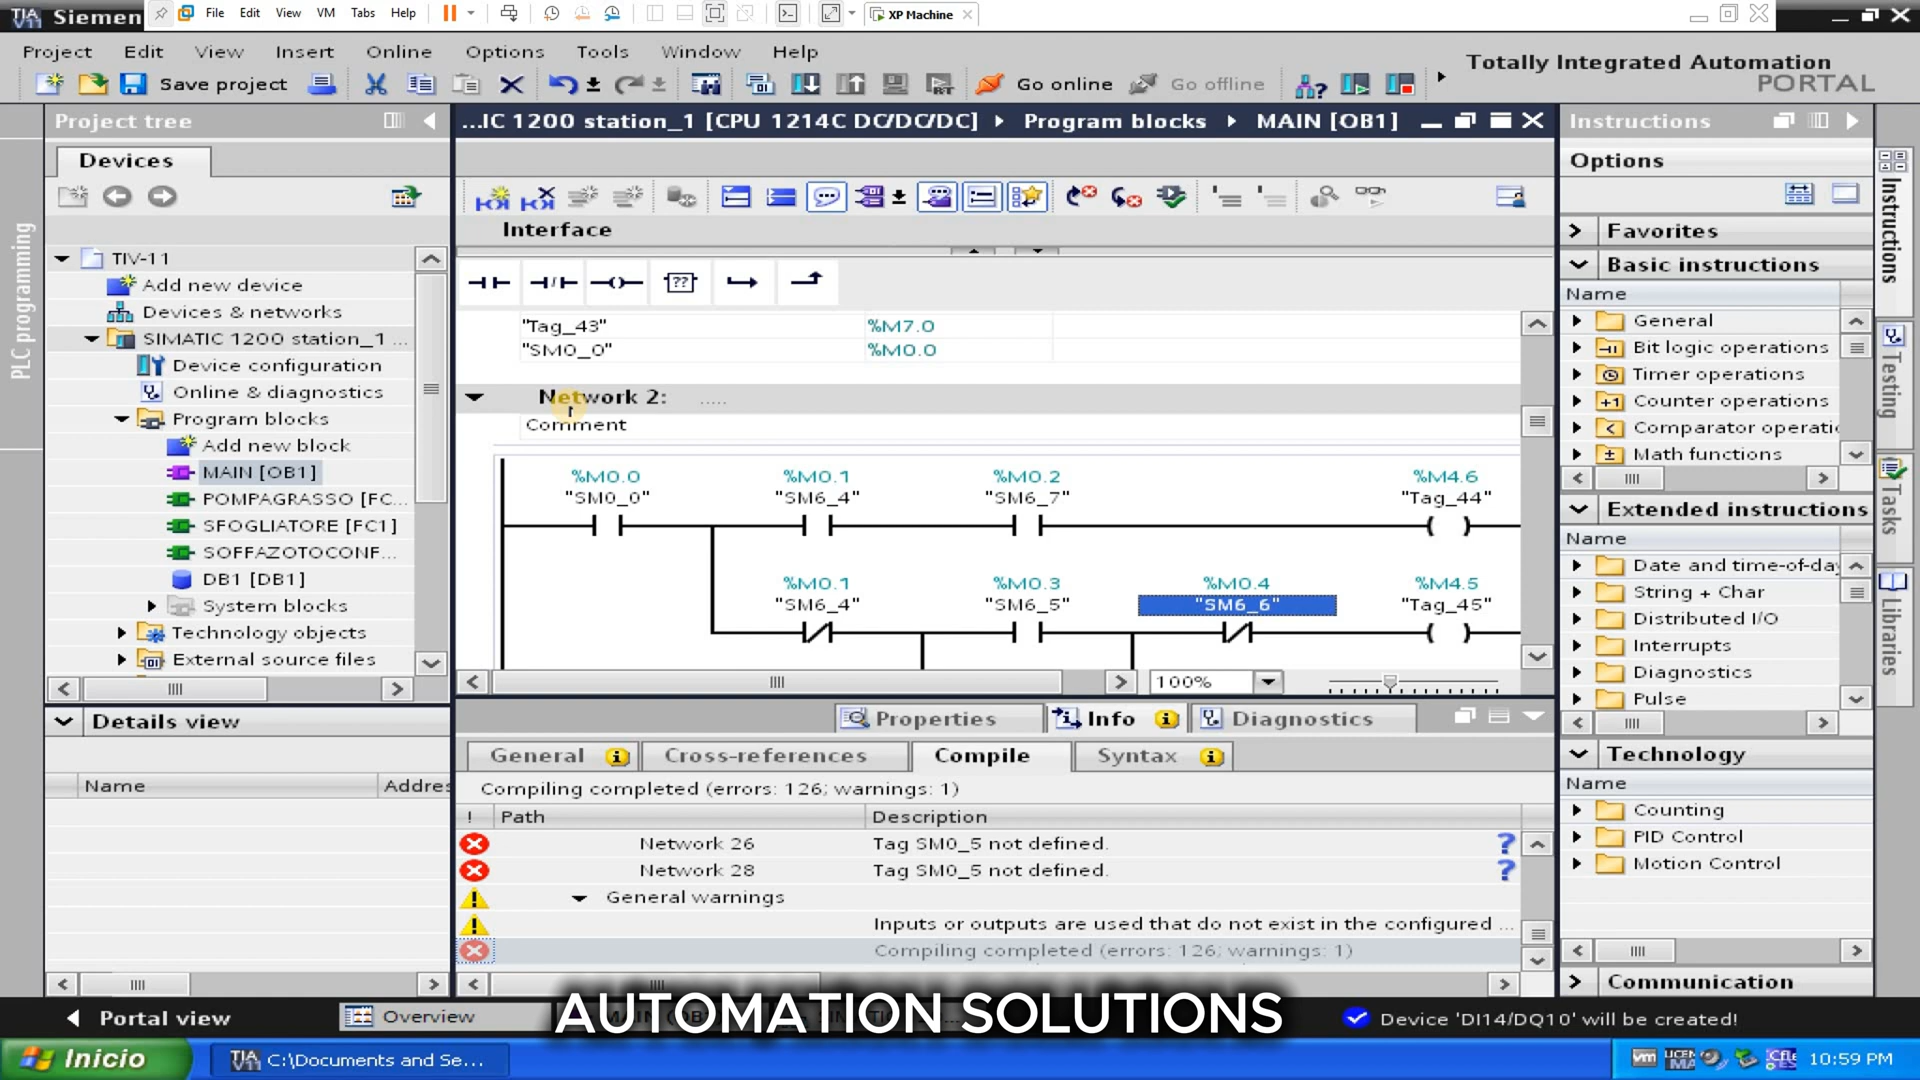 Siemen
File Edit View VM Tabs Help
XP Machine
Project Edit View Insert Online Options Tools Window Help
Totally Integrated Automation
PORTAL
Save project
Go online
Go offline
Project tree
...IC 1200 station_1 [CPU 1214C DC/DC/DC] Program blocks MAIN [OB1]
Instructions
Devices
Options
PLC programming
Instructions
Testing
Tasks
Libraries
Interface
TIV-11
Add new device
Devices & networks
SIMATIC 1200 station_1 ...
Device configuration
Online & diagnostics
Program blocks
Add new block
MAIN [OB1]
POMPAGRASSO [FC...
SFOGLIATORE [FC1]
SOFFAZOTOCONF...
DB1 [DB1]
System blocks
Technology objects
External source files
Details view
Name Addres
??
"Tag_43" %M7.0
"SM0_0" %M0.0
Network 2: .....
Comment
%M0.0 %M0.1 %M0.2 %M4.6
"SM0_0" "SM6_4" "SM6_7" "Tag_44"
%M0.1 %M0.3 %M0.4 %M4.5
"SM6_4" "SM6_5" "SM6_6" "Tag_45"
100%
Properties Info Diagnostics
General Cross-references Compile Syntax
Compiling completed (errors: 126; warnings: 1)
! Path Description
Network 26 Tag SM0_5 not defined.
Network 28 Tag SM0_5 not defined.
General warnings
Inputs or outputs are used that do not exist in the configured ...
Compiling completed (errors: 126; warnings: 1)
Favorites
Basic instructions
Name
General
Bit logic operations
Timer operations
Counter operations
Comparator operatio
Math functions
Extended instructions
Name
Date and time-of-day
String + Char
Distributed I/O
Interrupts
Diagnostics
Pulse
Technology
Name
Counting
PID Control
Motion Control
Communication
Portal view
Overview
AUTOMATION SOLUTIONS
Device 'DI14/DQ10' will be created!
Inicio
C:\Documents and Se...
10:59 PM